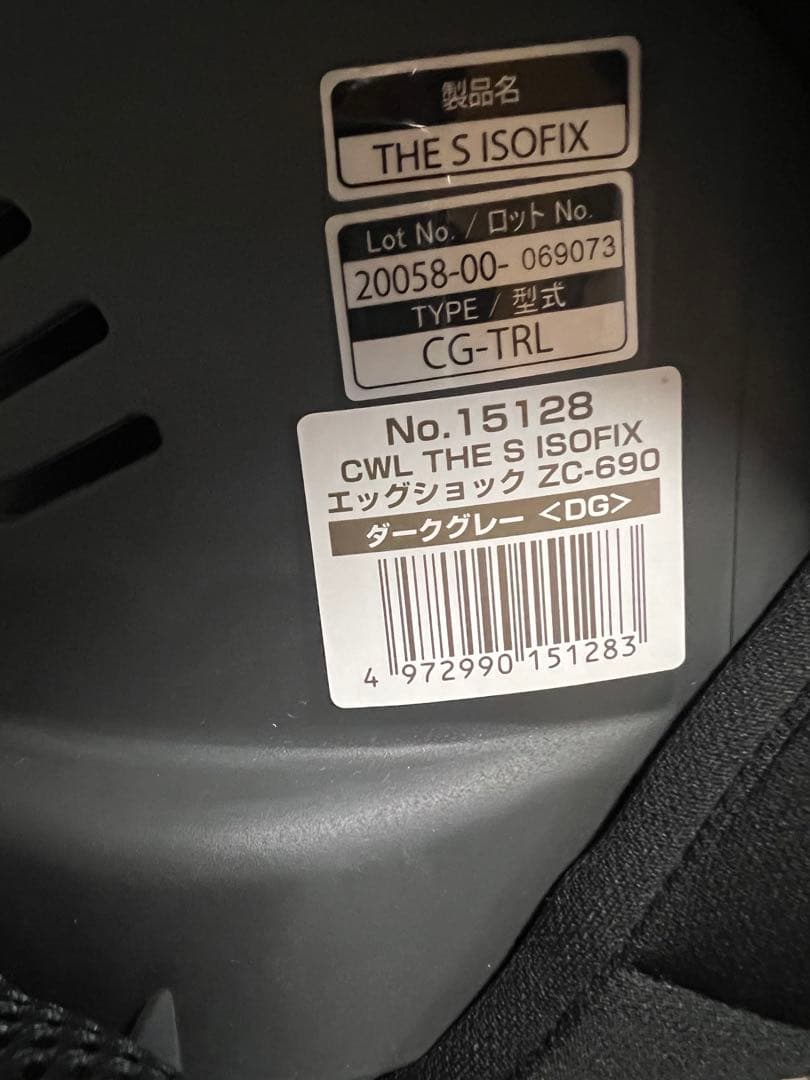 製品名
THE S ISOFIX
Lot No. / ロット No.
20058-00- 069073
TYPE / 型式
CG-TRL
No.15128
CWL THE S ISOFIX
エッグショック ZC-690
ダークグレー <DG>
4 972990 151283